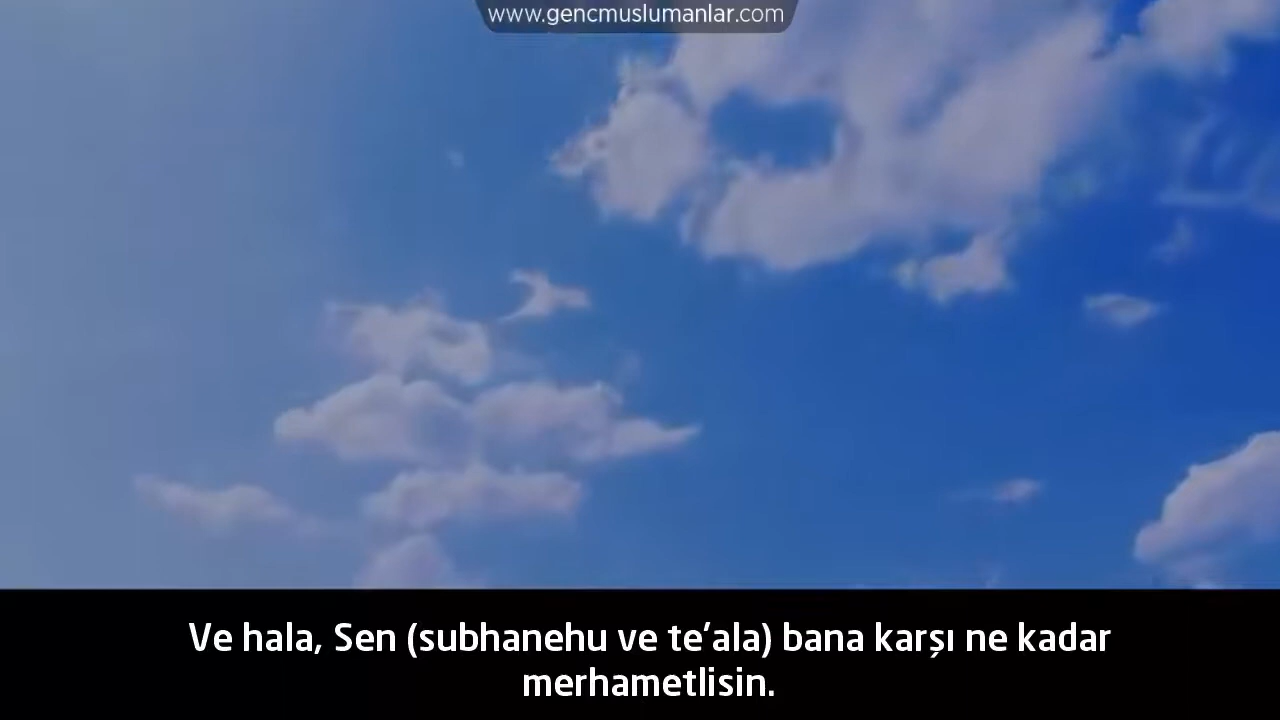 www.gencmuslumanlar.com
Ve hala, Sen (subhanehu ve te'ala) bana karşı ne kadar
merhametlisin.